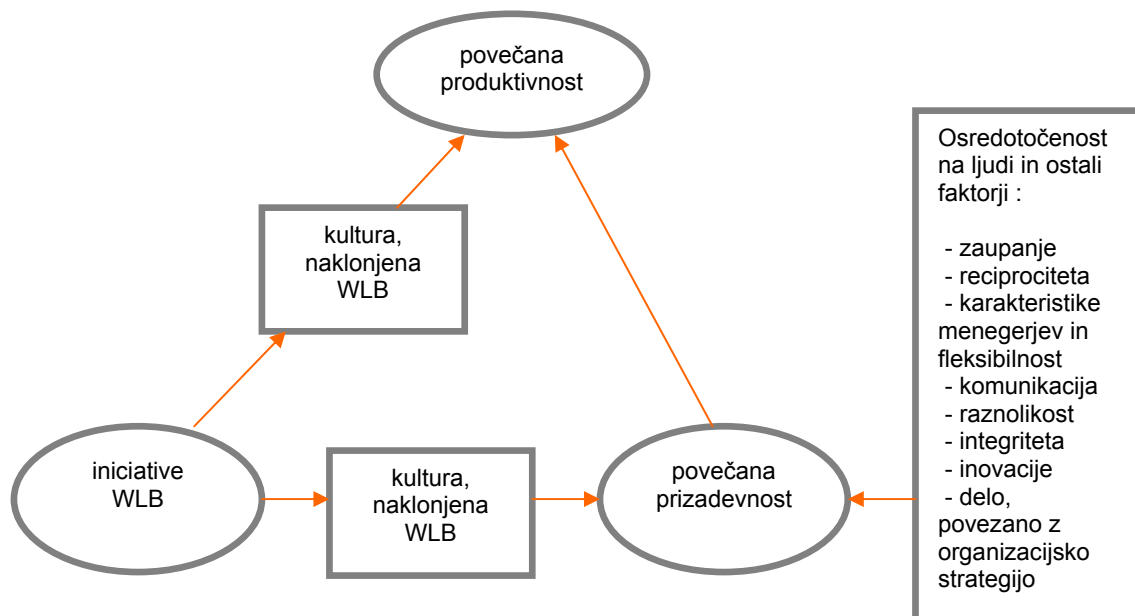 povečana
produktivnost
kultura,
naklonjena
WLB
iniciative
WLB
kultura,
naklonjena
WLB
povečana
prizadevnost
Osredotočenost
na ljudi in ostali
faktorji :
- zaupanje
- reciprociteta
- karakteristike
menegerjev in
fleksibilnost
- komunikacija
- raznolikost
- integriteta
- inovacije
- delo,
povezano z
organizacijsko
strategijo